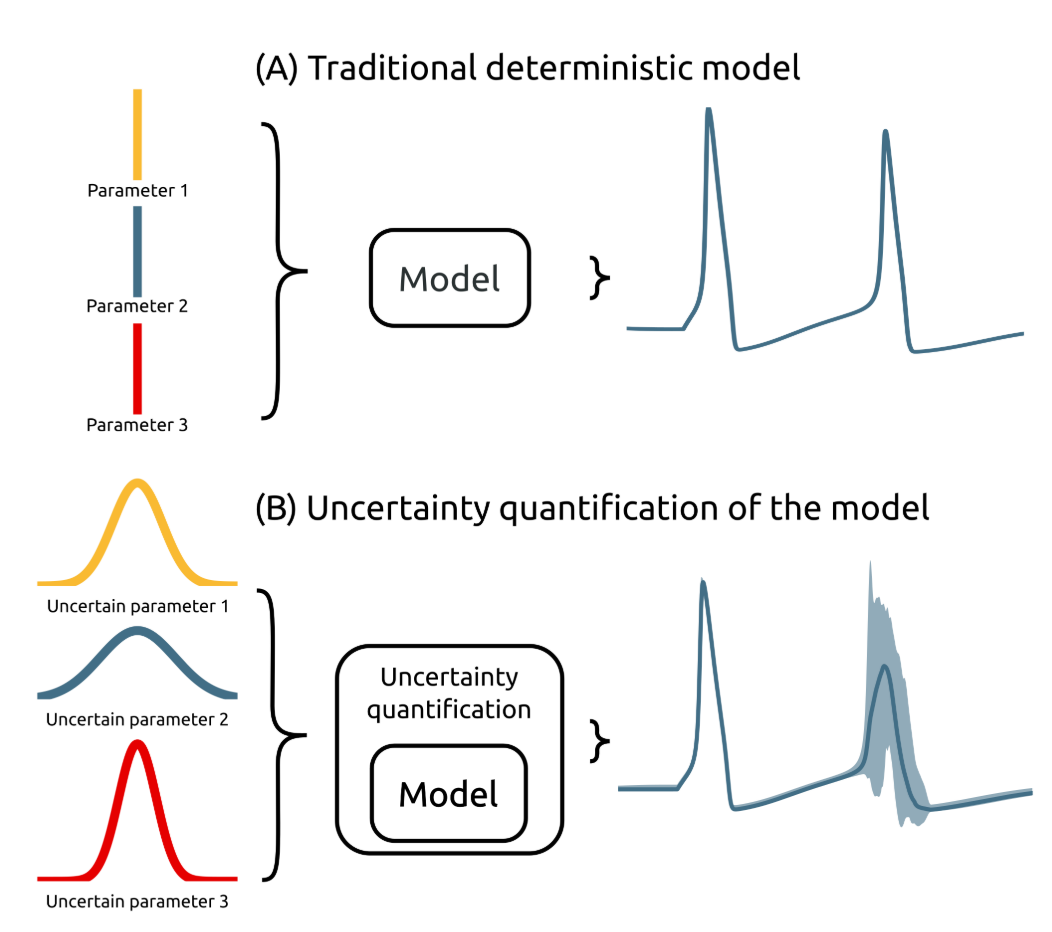 (A) Traditional deterministic model
Parameter 1
Parameter 2
Parameter 3
Model
(B) Uncertainty quantification of the model
Uncertain parameter 1
Uncertain parameter 2
Uncertain parameter 3
Uncertainty
quantification
Model